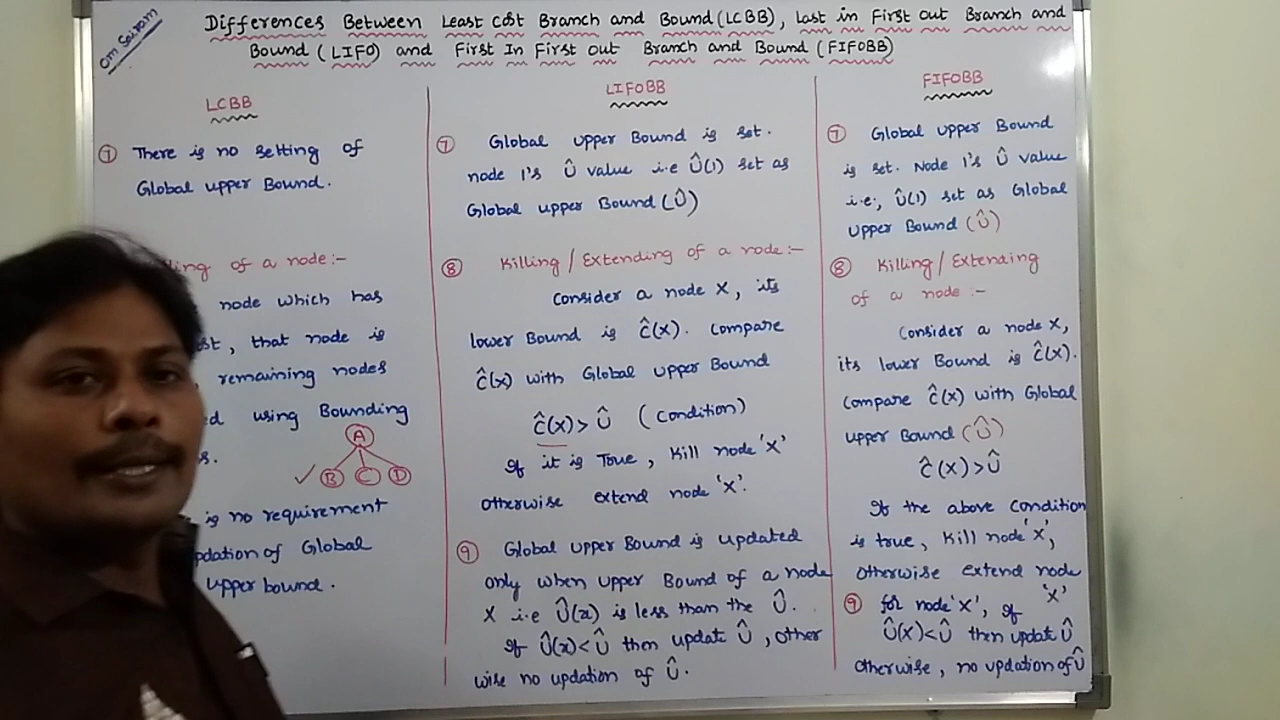 Om Sairam
Differences Between Least Cost Branch and Bound (LCBB), Last in First Out Branch and
Bound (LIFO) and First In First Out Branch and Bound (FIFOBB)
LCBB
⑦ There is no setting of
Global upper Bound.
ling of a node:-
node which has
st, that node is
remaining nodes
d using Bounding
s.
A
✓ B C D
is no requirement
pdation of Global
upper bound.
LIFOBB
⑦ Global upper Bound is set.
node 1's Û value i.e Û(1) set as
Global upper Bound (Û)
⑧ Killing / Extending of a node:-
Consider a node X, its
lower Bound is Ĉ(X). Compare
Ĉ(X) with Global upper Bound
Ĉ(X) > Û (Condition)
If it is True, Kill node 'X'
otherwise extend node 'X'.
⑨ Global upper Bound is updated
only when upper Bound of a node
X i.e Û(x) is less than the Û.
If Û(x) < Û then update Û, other
wise no updation of Û.
FIFOBB
⑦ Global upper Bound
is set. Node 1's Û value
i.e., Û(1) set as Global
upper Bound (Û)
⑧ Killing / Extending
of a node :-
Consider a node X,
its lower Bound is Ĉ(X).
Compare Ĉ(X) with Global
upper Bound (Û)
Ĉ(X) > Û
If the above Condition
is true, Kill node 'X',
otherwise extend node
'X'
⑨ for node 'X', if
Û(X) < Û then update Û
otherwise, no updation of Û